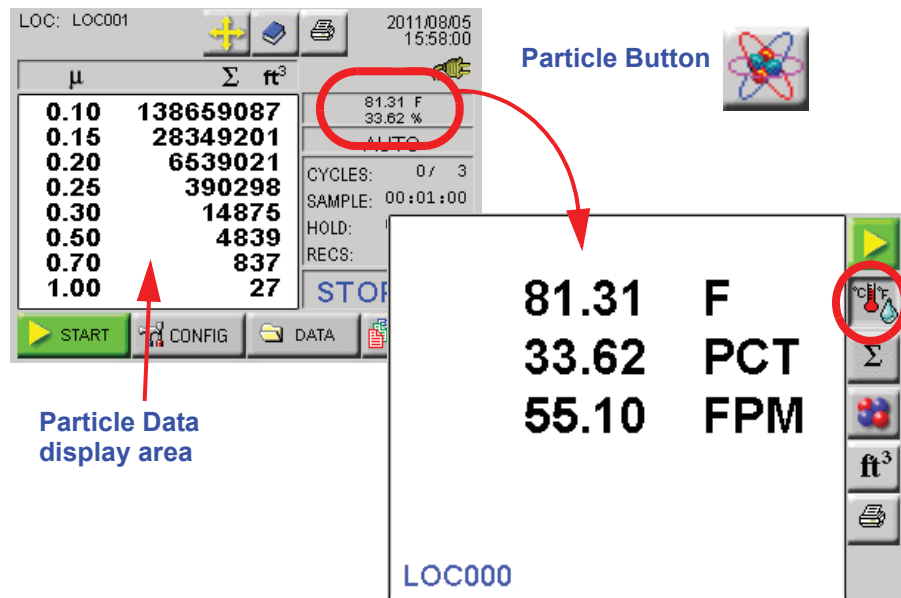 LOC: LOC001
2011/08/05
15:58:00
Particle Button
μ Σ ft³
81.31 F
33.62 %
AUTO
0.10 138659087
0.15 28349201
0.20 6539021
0.25 390298
0.30 14875
0.50 4839
0.70 837
1.00 27
CYCLES: 0/ 3
SAMPLE: 00:01:00
HOLD:
RECS:
START
CONFIG
DATA
81.31 F
33.62 PCT
55.10 FPM
°C °F
Σ
ft³
LOC000
Particle Data
display area